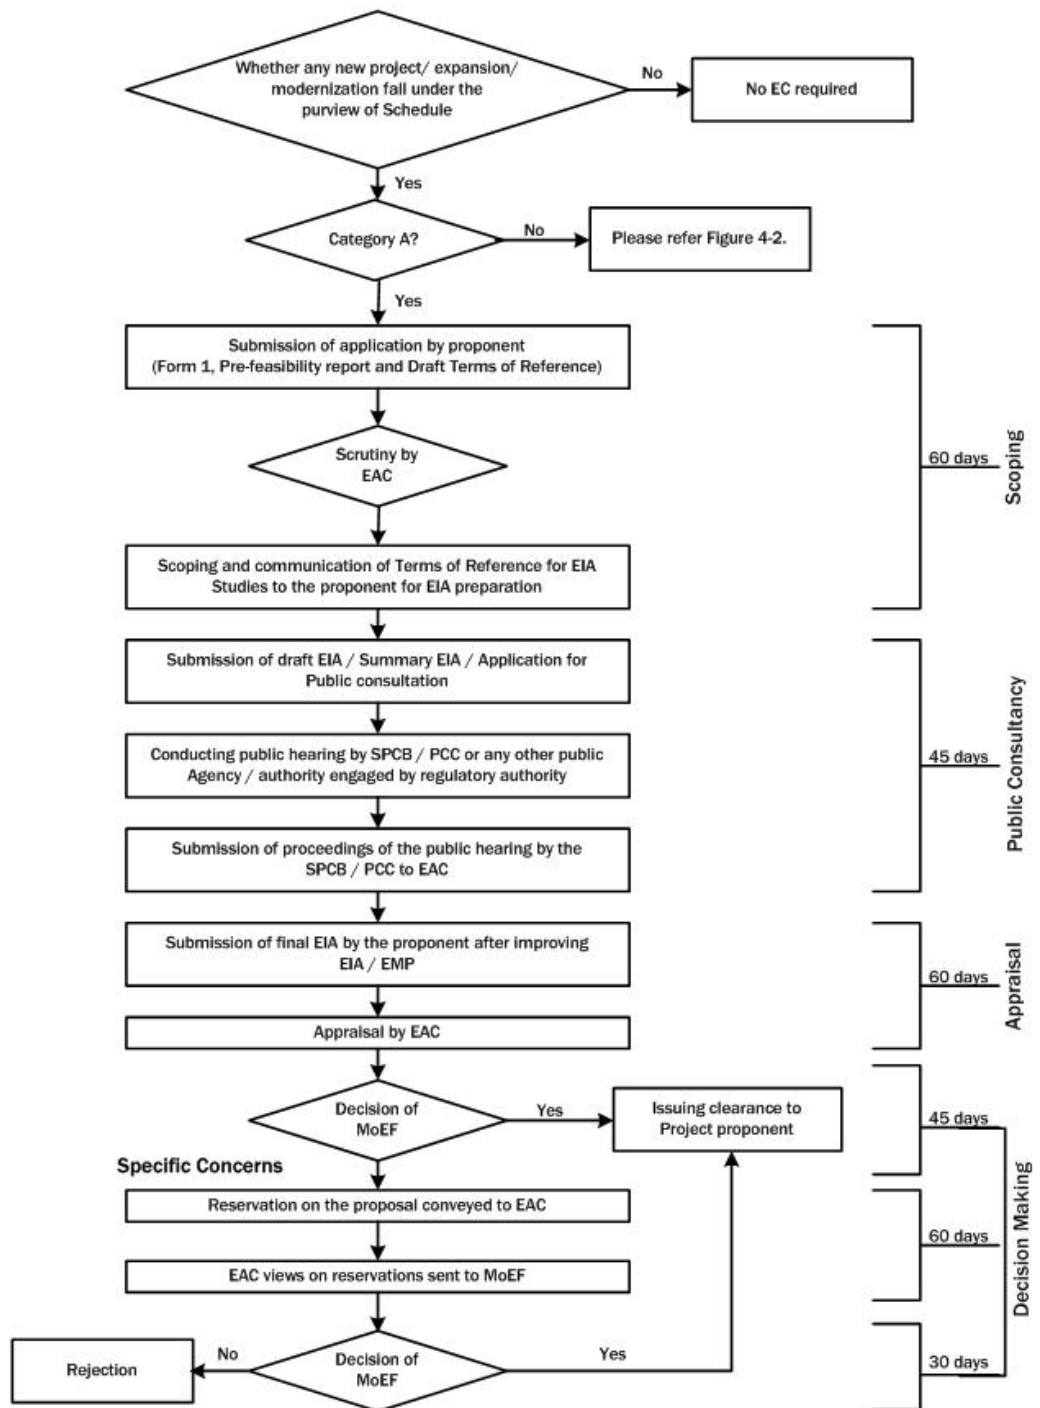 Whether any new project/ expansion/
modernization fall under the
purview of Schedule
No
No EC required
Yes
Category A?
No
Please refer Figure 4-2.
Yes
Submission of application by proponent
(Form 1, Pre-feasibility report and Draft Terms of Reference)
Scrutiny by
EAC
60 days
Scoping
Scoping and communication of Terms of Reference for EIA
Studies to the proponent for EIA preparation
Submission of draft EIA / Summary EIA / Application for
Public consultation
Conducting public hearing by SPCB / PCC or any other public
Agency / authority engaged by regulatory authority
45 days
Public Consultancy
Submission of proceedings of the public hearing by the
SPCB / PCC to EAC
Submission of final EIA by the proponent after improving
EIA / EMP
60 days
Appraisal
Appraisal by EAC
Decision of
MoEF
Yes
Issuing clearance to
Project proponent
45 days
Specific Concerns
Reservation on the proposal conveyed to EAC
60 days
Decision Making
EAC views on reservations sent to MoEF
Decision of
MoEF
No
Rejection
Yes
30 days